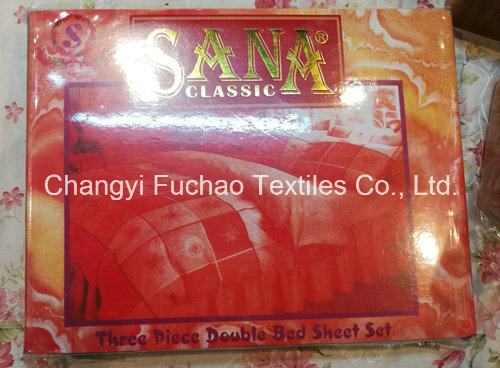 S
SANA®
CLASSIC
Changyi Fuchao Textiles Co., Ltd.
Three Piece Double Bed Sheet Set